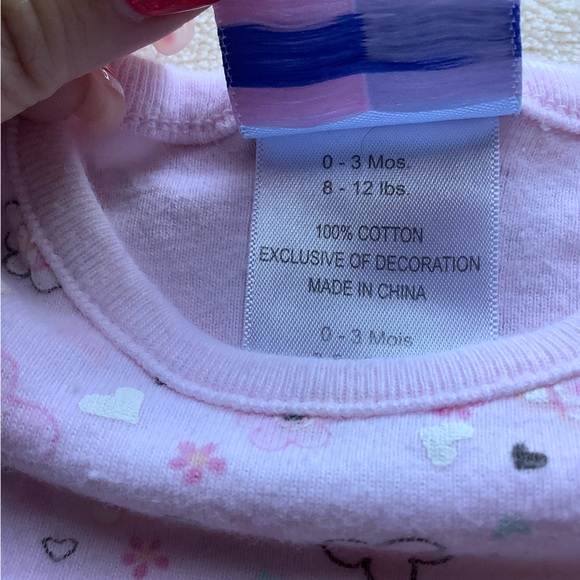 0 - 3 Mos.
8 - 12 lbs.
100% COTTON
EXCLUSIVE OF DECORATION
MADE IN CHINA
0 - 3 Mois